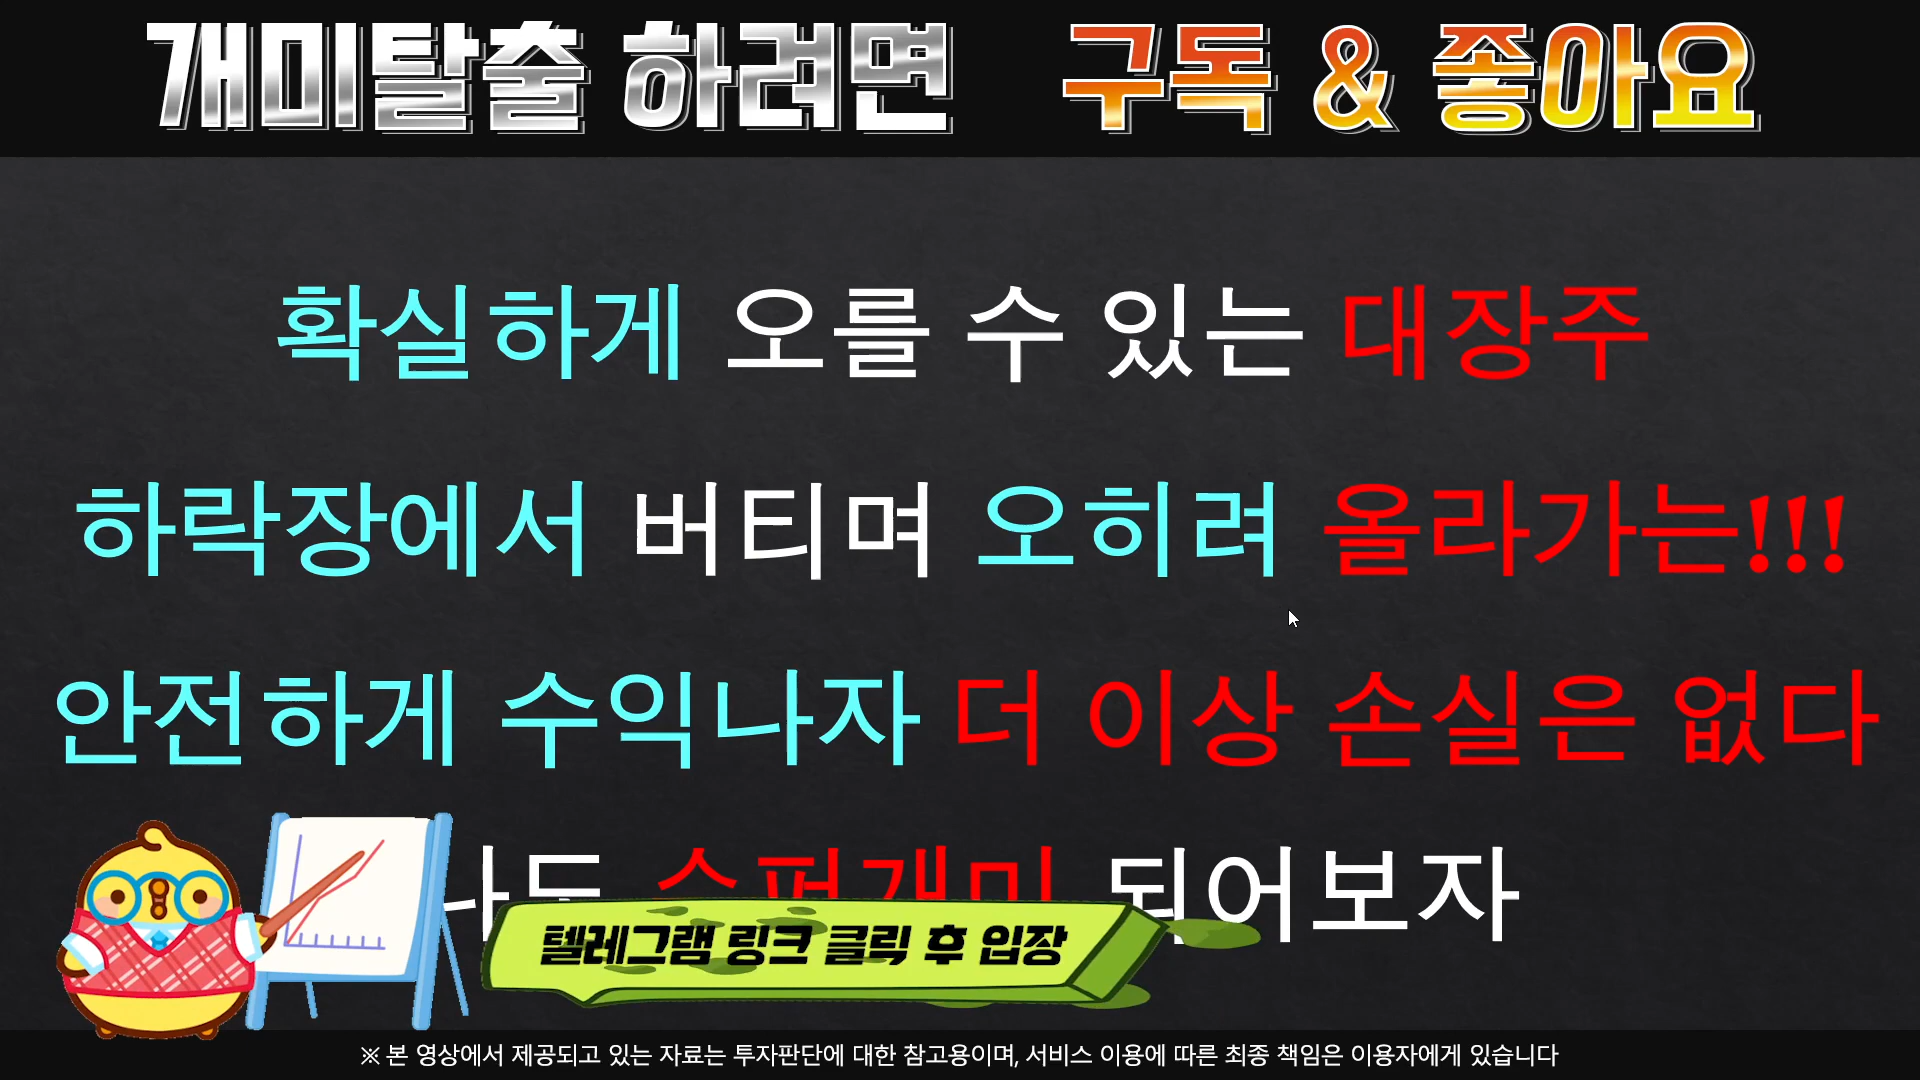 개미탈출 하려면 구독 & 좋아요
확실하게 오를 수 있는 대장주
하락장에서 버티며 오히려 올라가는!!!
안전하게 수익나자 더 이상 손실은 없다
슈퍼개미 되어보자
텔레그램 링크 클릭 후 입장
※ 본 영상에서 제공되고 있는 자료는 투자판단에 대한 참고용이며, 서비스 이용에 따른 최종 책임은 이용자에게 있습니다